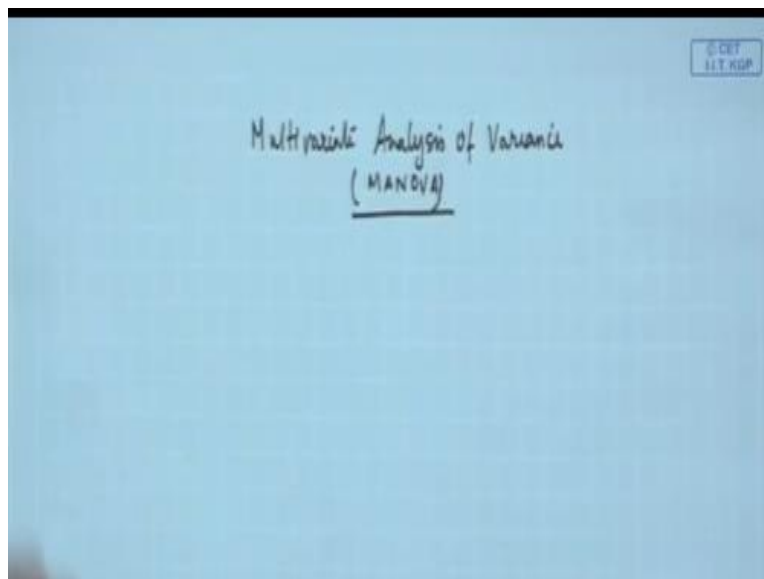 © CET
I.I.T. KGP
Multivariate Analysis of Variance
(MANOVA)